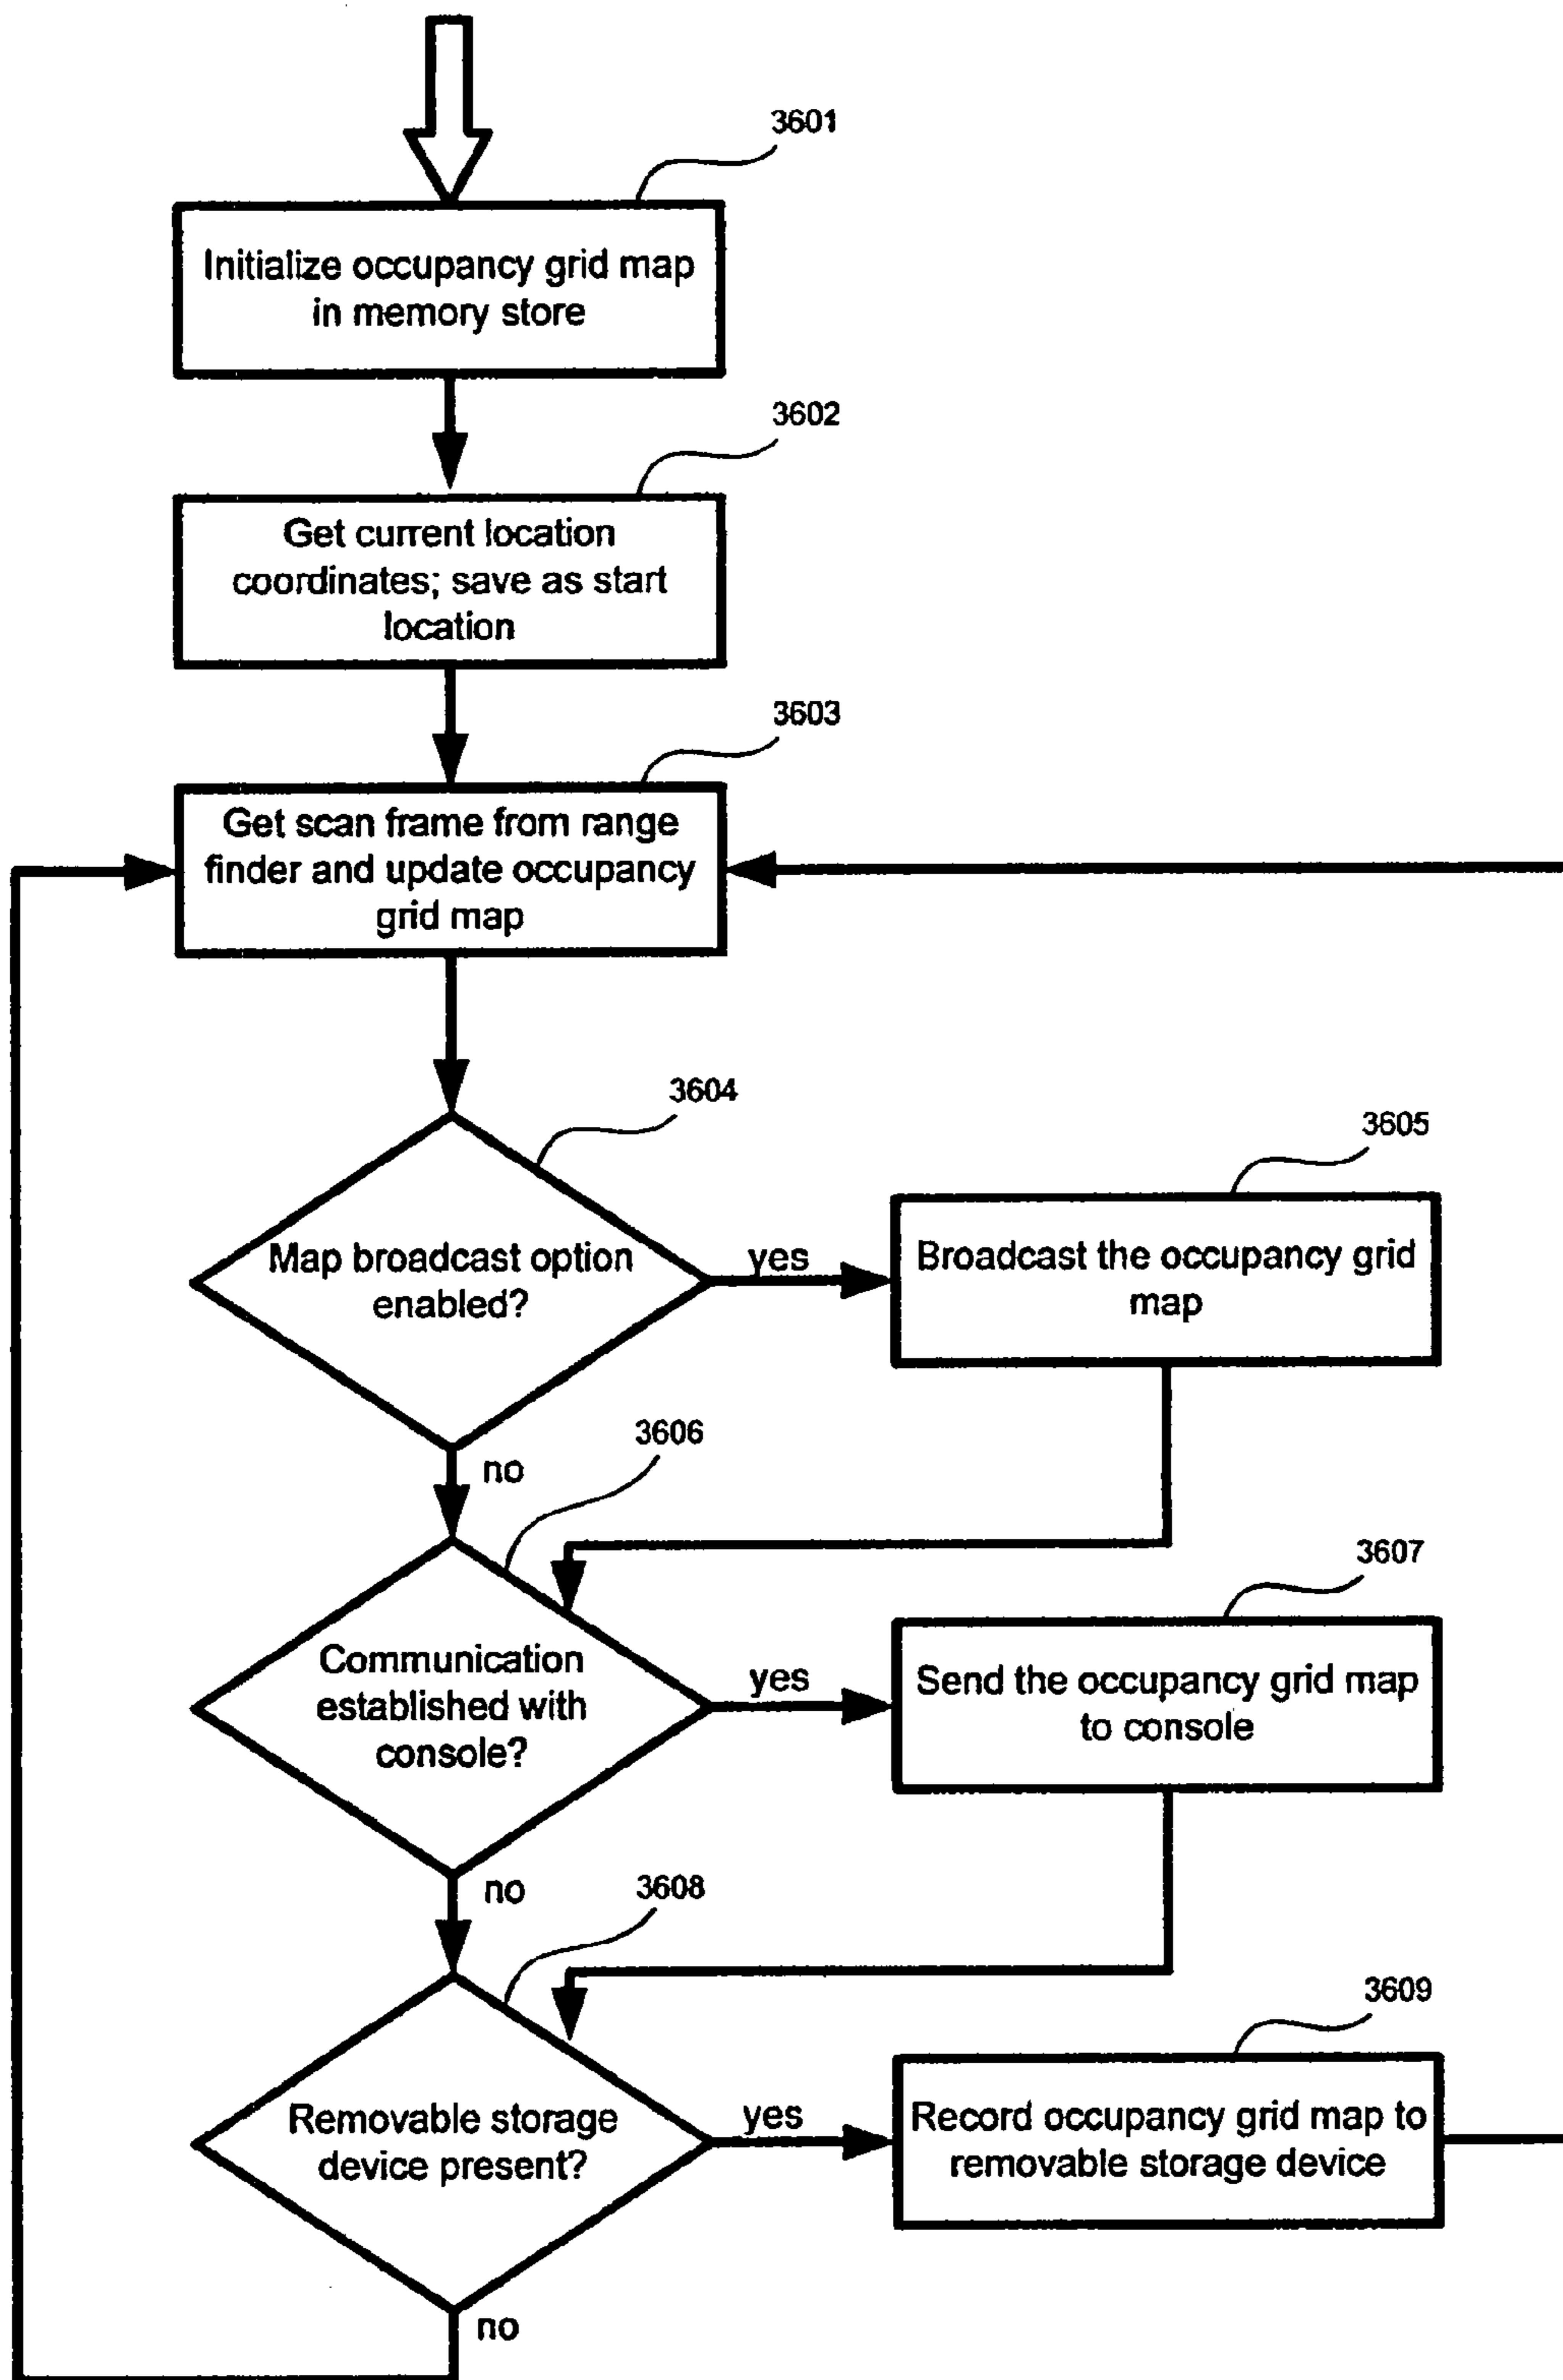 3601
Initialize occupancy grid map
in memory store
3602
Get current location
coordinates; save as start
location
3603
Get scan frame from range
finder and update occupancy
grid map
3604
Map broadcast option
enabled?
yes
no
3605
Broadcast the occupancy grid
map
3606
Communication
established with
console?
yes
no
3607
Send the occupancy grid map
to console
3608
Removable storage
device present?
yes
no
3609
Record occupancy grid map to
removable storage device